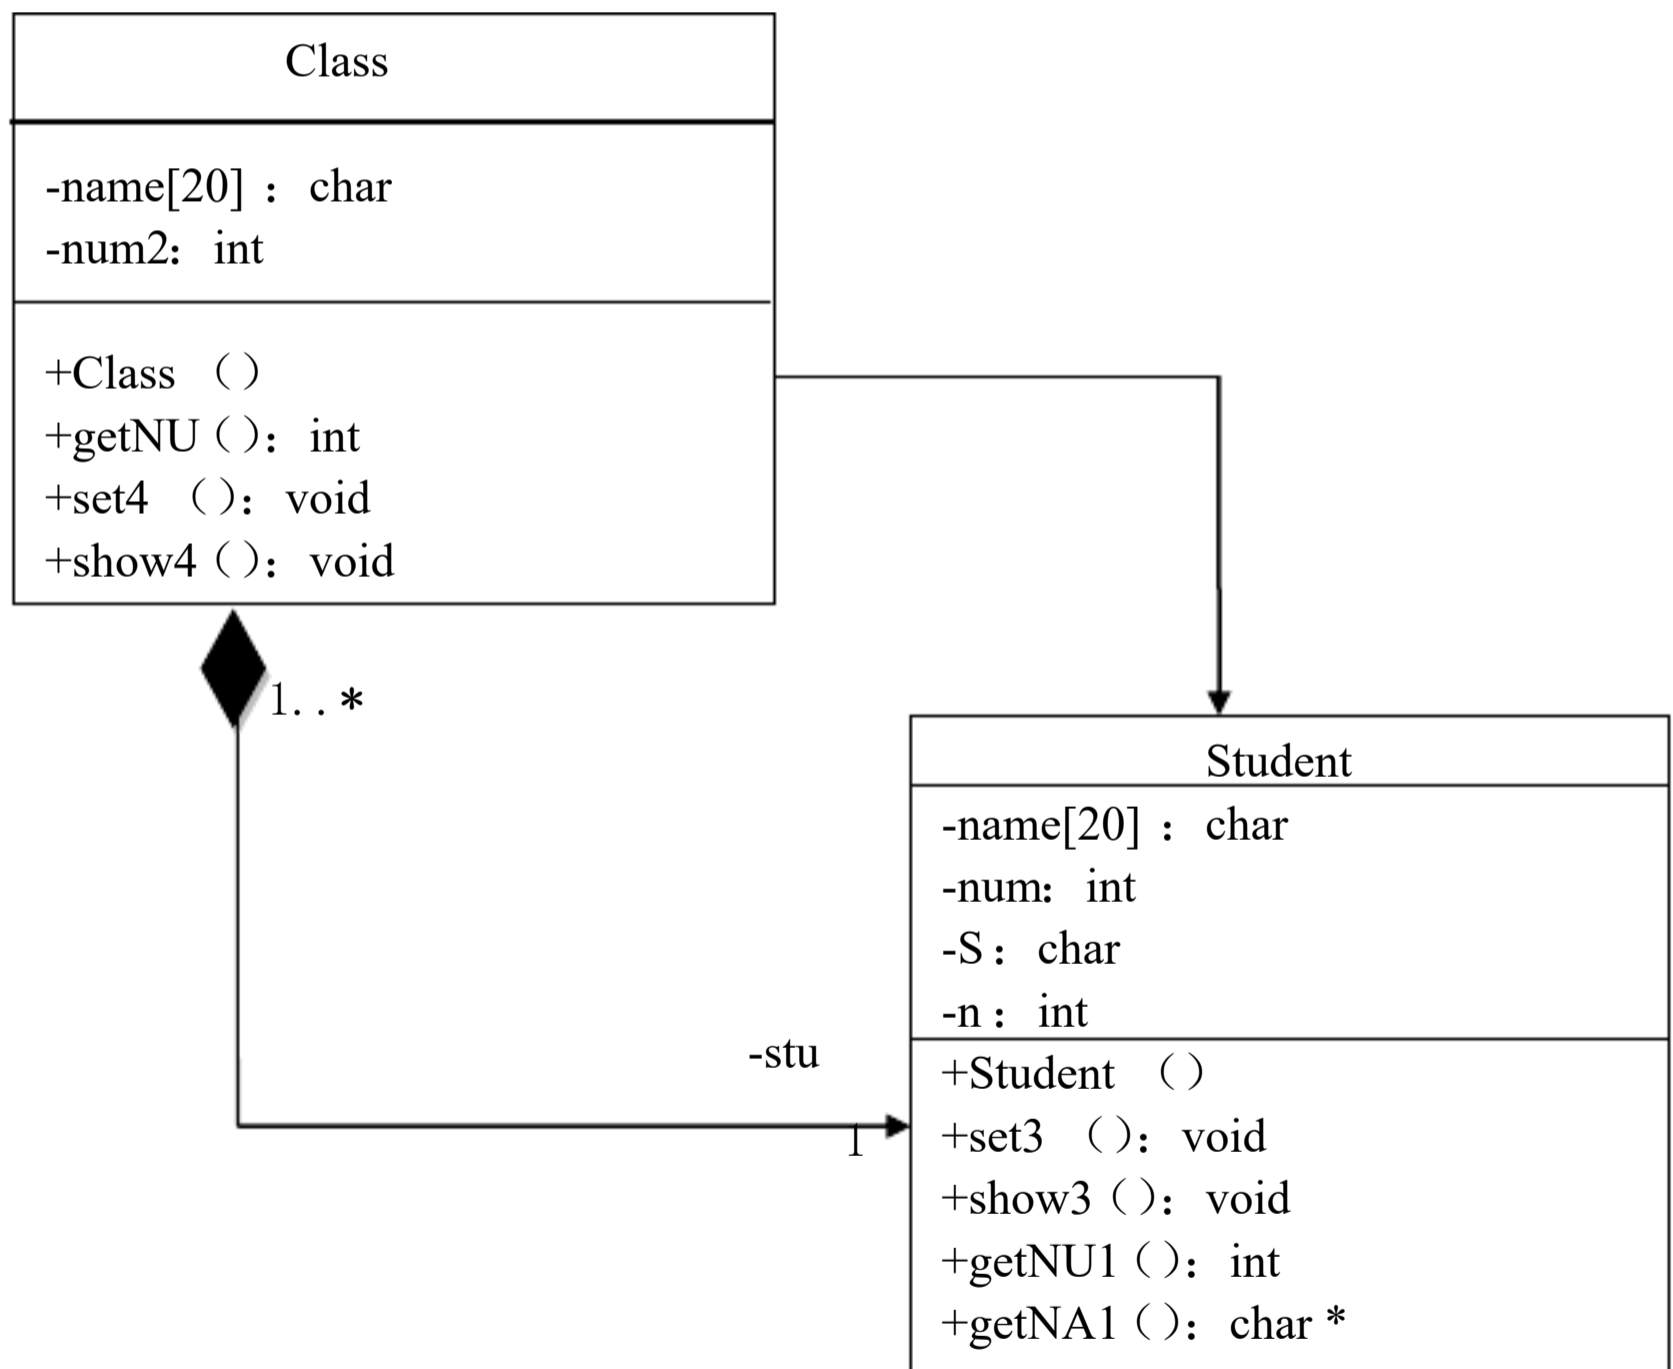 Class
-name[20] ： char
-num2： int
+Class （）
+getNU（）： int
+set4 （）： void
+show4（）： void
1..*
Student
-name[20] ： char
-num： int
-S： char
-n： int
-stu
1
+Student （）
+set3 （）： void
+show3（）： void
+getNU1（）： int
+getNA1（）： char *